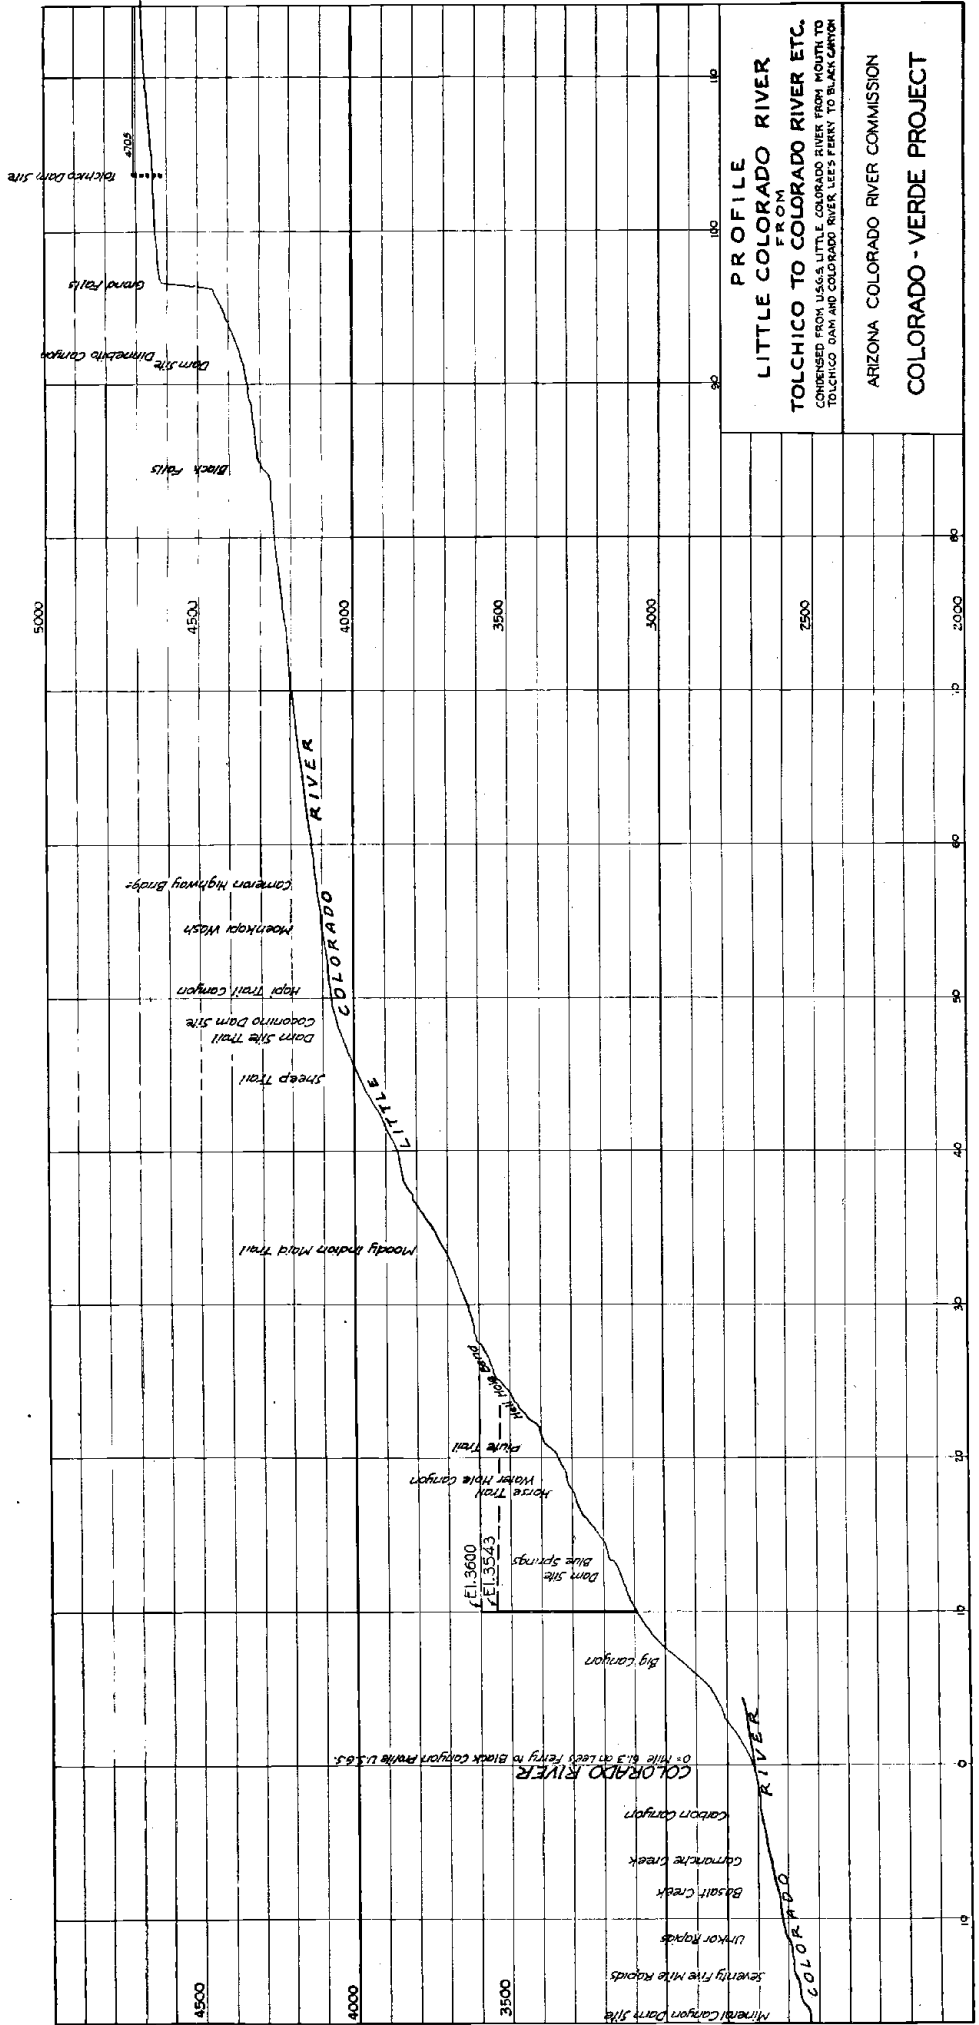 PROFILE
LITTLE COLORADO RIVER
FROM
TOLCHICO TO COLORADO RIVER ETC.
CONDENSED FROM U.S.G.S. LITTLE COLORADO RIVER FROM MOUTH TO
TOLCHICO DAM AND COLORADO RIVER LEE'S FERRY TO BLACK CANYON
ARIZONA COLORADO RIVER COMMISSION
COLORADO - VERDE PROJECT
4500
4000
3500
5000
4500
4000
3500
3000
2500
2000
10
0
10
20
30
40
50
60
70
80
90
100
110
Mineral Canyon Dam Site
Seventy Five Mile Rapids
Unkar Rapids
Basalt Creek
Comanche Creek
Carbon Canyon
COLORADO RIVER
0 = Mile 61.3 on Lee's Ferry to Black Canyon Profile U.S.G.S.
Big Canyon
Dam Site
Blue Springs
El. 3600
El. 3543
Horse Trail
Water Hole Canyon
Piute Trail
Hell Hole Bend
Moody Indian Maid Trail
Sheep Trail
Dam Site Trail
Coconino Dam Site
Hopi Trail Canyon
Moenkopi Wash
Cameron Highway Bridge
Black Falls
Dam Site
Dinnebito Canyon
Grand Falls
Tolchico Dam Site
4705
COLORADO RIVER
LITTLE COLORADO RIVER